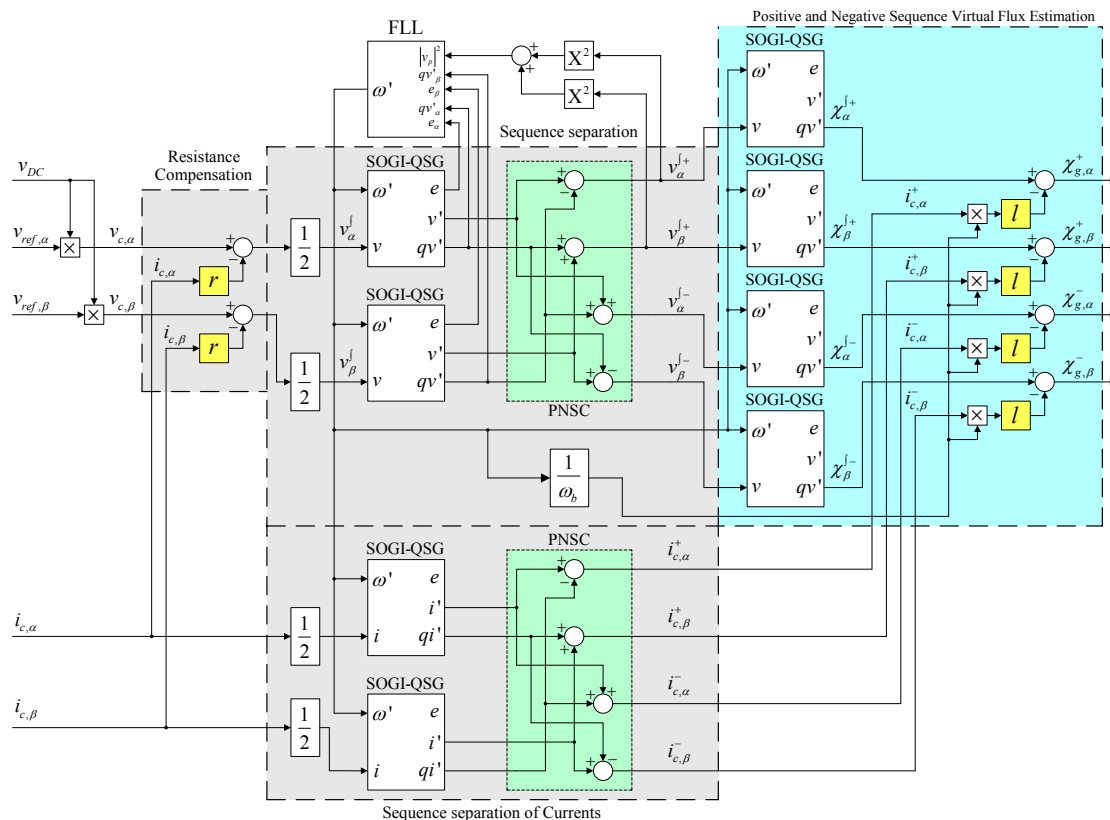 Positive and Negative Sequence Virtual Flux Estimation
FLL
ω'
|v_p|²
qv'_β
e_β
qv'_α
e_α
+
+
X²
X²
Sequence separation
Resistance
Compensation
v_DC
v_ref,α
×
v_c,α
+
−
i_c,α
r
v_ref,β
×
v_c,β
+
−
i_c,β
r
1/2
v_α^∫
1/2
v_β^∫
SOGI-QSG
ω'
e
v'
v
qv'
SOGI-QSG
ω'
e
v'
v
qv'
+
−
+
+
+
+
+
−
PNSC
v_α^∫+
v_β^∫+
v_α^∫−
v_β^∫−
1/ω_b
SOGI-QSG
ω'
e
v'
v
qv'
χ_α^∫+
SOGI-QSG
ω'
e
v'
v
qv'
χ_β^∫+
SOGI-QSG
ω'
e
v'
v
qv'
χ_α^∫−
SOGI-QSG
ω'
e
v'
v
qv'
χ_β^∫−
i_c,α^+
×
l
+
−
χ_g,α^+
i_c,β^+
×
l
+
−
χ_g,β^+
i_c,α^−
×
l
+
−
χ_g,α^−
i_c,β^−
×
l
+
−
χ_g,β^−
i_c,α
1/2
SOGI-QSG
ω'
e
i'
i
qi'
i_c,β
1/2
SOGI-QSG
ω'
e
i'
i
qi'
PNSC
+
−
+
+
+
+
+
−
i_c,α^+
i_c,β^+
i_c,α^−
i_c,β^−
Sequence separation of Currents